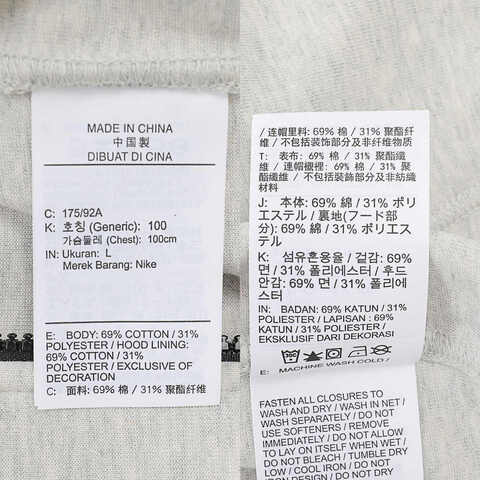 MADE IN CHINA
中国製
DIBUAT DI CINA
C: 175/92A
K: 호칭 (Generic): 100
가슴둘레 (Chest): 100cm
IN: Ukuran: L
Merek Barang: Nike
E: BODY: 69% COTTON / 31%
POLYESTER / HOOD LINING:
69% COTTON / 31%
POLYESTER / EXCLUSIVE OF
DECORATION
C: 面料: 69% 棉 / 31% 聚酯纤维
/ 连帽里料: 69% 棉 / 31% 聚酯纤
维 / 不包括装饰部分及非纤维物质
T: 表布: 69% 棉 / 31% 聚酯纖
維 / 連帽襯裡: 69% 棉 / 31% 聚酯
纖維 / 不包括裝飾部分及非紡織
材料
J: 本体: 69% 綿 / 31% ポリ
エステル / 裏地(フード部
分): 69% 綿 / 31% ポリエス
テル
K: 섬유혼용율 / 겉감: 69%
면 / 31% 폴리에스터 / 후드
안감: 69% 면 / 31% 폴리에
스터
IN: BADAN: 69% KATUN / 31%
POLIESTER / LAPISAN : 69%
KATUN / 31% POLIESTER /
EKSKLUSIF DARI DEKORASI
E: MACHINE WASH COLD /
FASTEN ALL CLOSURES TO
WASH AND DRY / WASH IN NET /
WASH SEPARATELY / DO NOT
USE SOFTENERS / REMOVE
IMMEDIATELY / DO NOT ALLOW
TO LAY ON ITSELF WHEN WET /
DO NOT BLEACH / TUMBLE DRY
LOW / COOL IRON / DO NOT